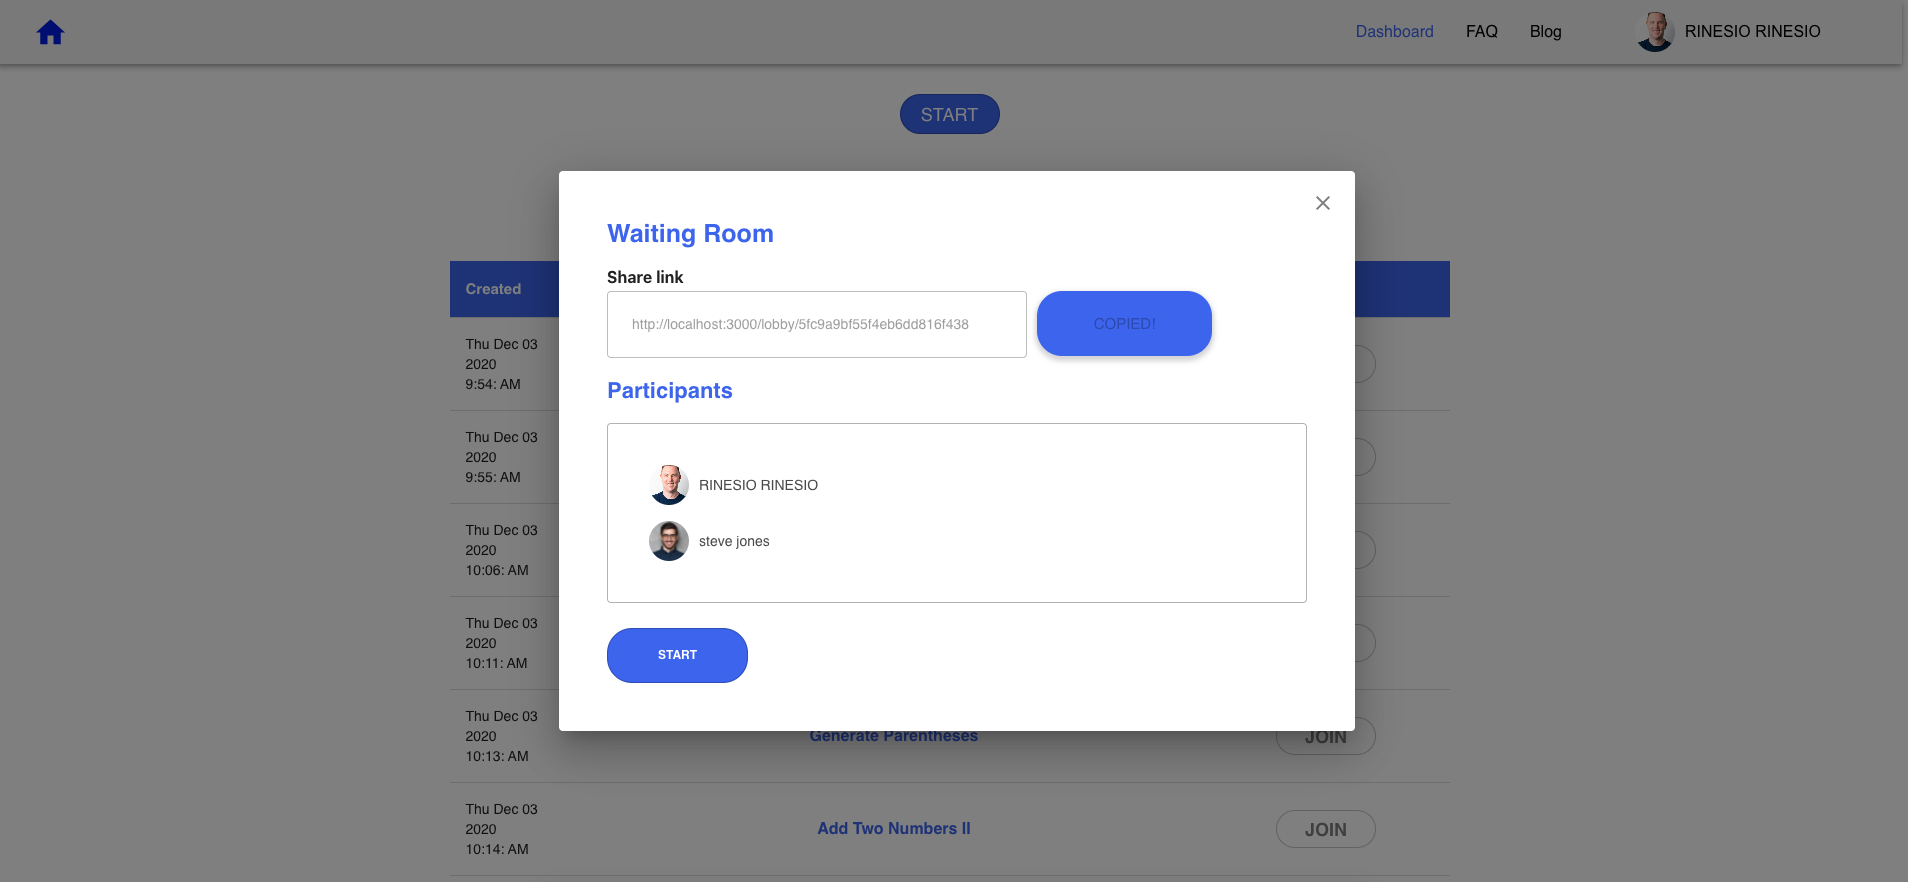 Dashboard FAQ Blog RINESIO RINESIO
START
Waiting Room
Share link
http://localhost:3000/lobby/5fc9a9bf55f4eb6dd816f438 COPIED!
Participants
RINESIO RINESIO
steve jones
START
Created
Thu Dec 03
2020
9:54: AM
Thu Dec 03
2020
9:55: AM
Thu Dec 03
2020
10:06: AM
Thu Dec 03
2020
10:11: AM
Thu Dec 03
2020
10:13: AM
Generate Parentheses
JOIN
Thu Dec 03
2020
10:14: AM
Add Two Numbers II
JOIN